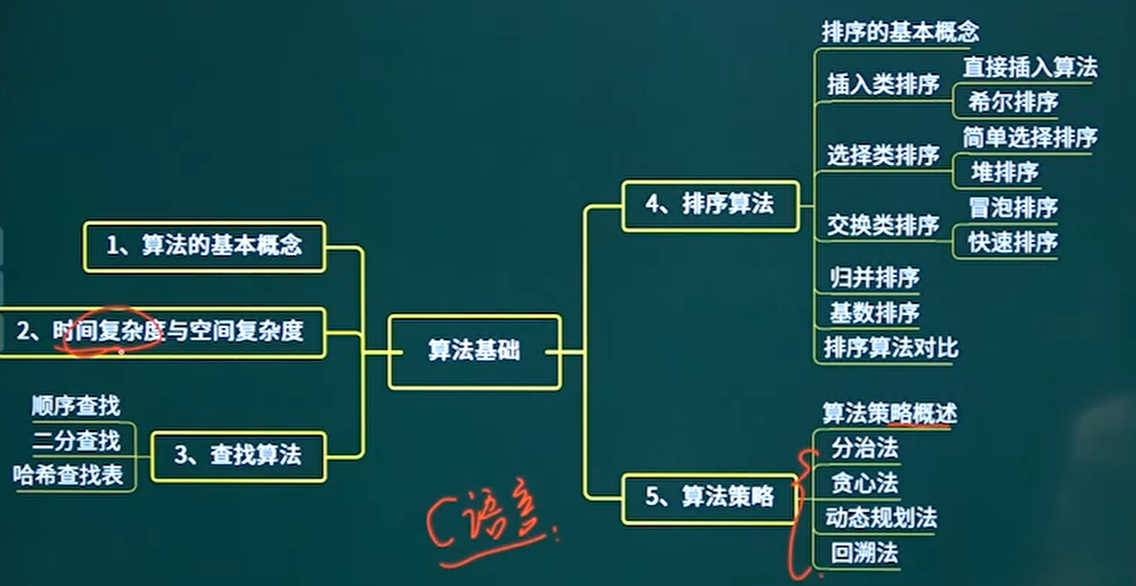 算法基础
1、算法的基本概念
2、时间复杂度与空间复杂度
3、查找算法
顺序查找
二分查找
哈希查找表
4、排序算法
排序的基本概念
插入类排序
直接插入算法
希尔排序
选择类排序
简单选择排序
堆排序
交换类排序
冒泡排序
快速排序
归并排序
基数排序
排序算法对比
5、算法策略
算法策略概述
分治法
贪心法
动态规划法
回溯法
C语言